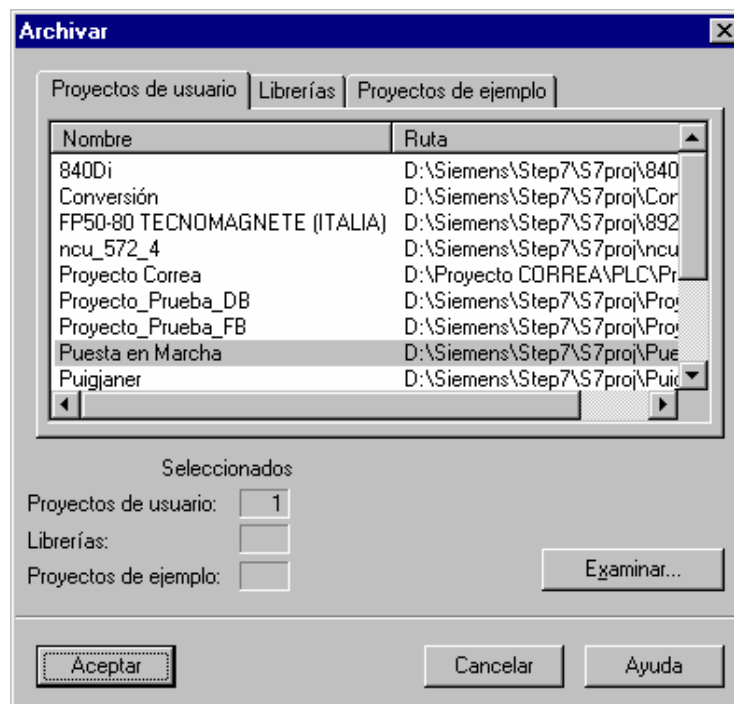 Archivar
Proyectos de usuario Librerías Proyectos de ejemplo
Nombre Ruta
840Di D:\Siemens\Step7\S7proj\840
Conversión D:\Siemens\Step7\S7proj\Con
FP50-80 TECNOMAGNETE (ITALIA) D:\Siemens\Step7\S7proj\892
ncu_572_4 D:\Siemens\Step7\S7proj\ncu
Proyecto Correa D:\Proyecto CORREA\PLC\Pr
Proyecto_Prueba_DB D:\Siemens\Step7\S7proj\Proy
Proyecto_Prueba_FB D:\Siemens\Step7\S7proj\Proy
Puesta en Marcha D:\Siemens\Step7\S7proj\Pue
Puigjaner D:\Siemens\Step7\S7proj\Puig
Seleccionados
Proyectos de usuario: 1
Librerías:
Proyectos de ejemplo:
Examinar...
Aceptar Cancelar Ayuda